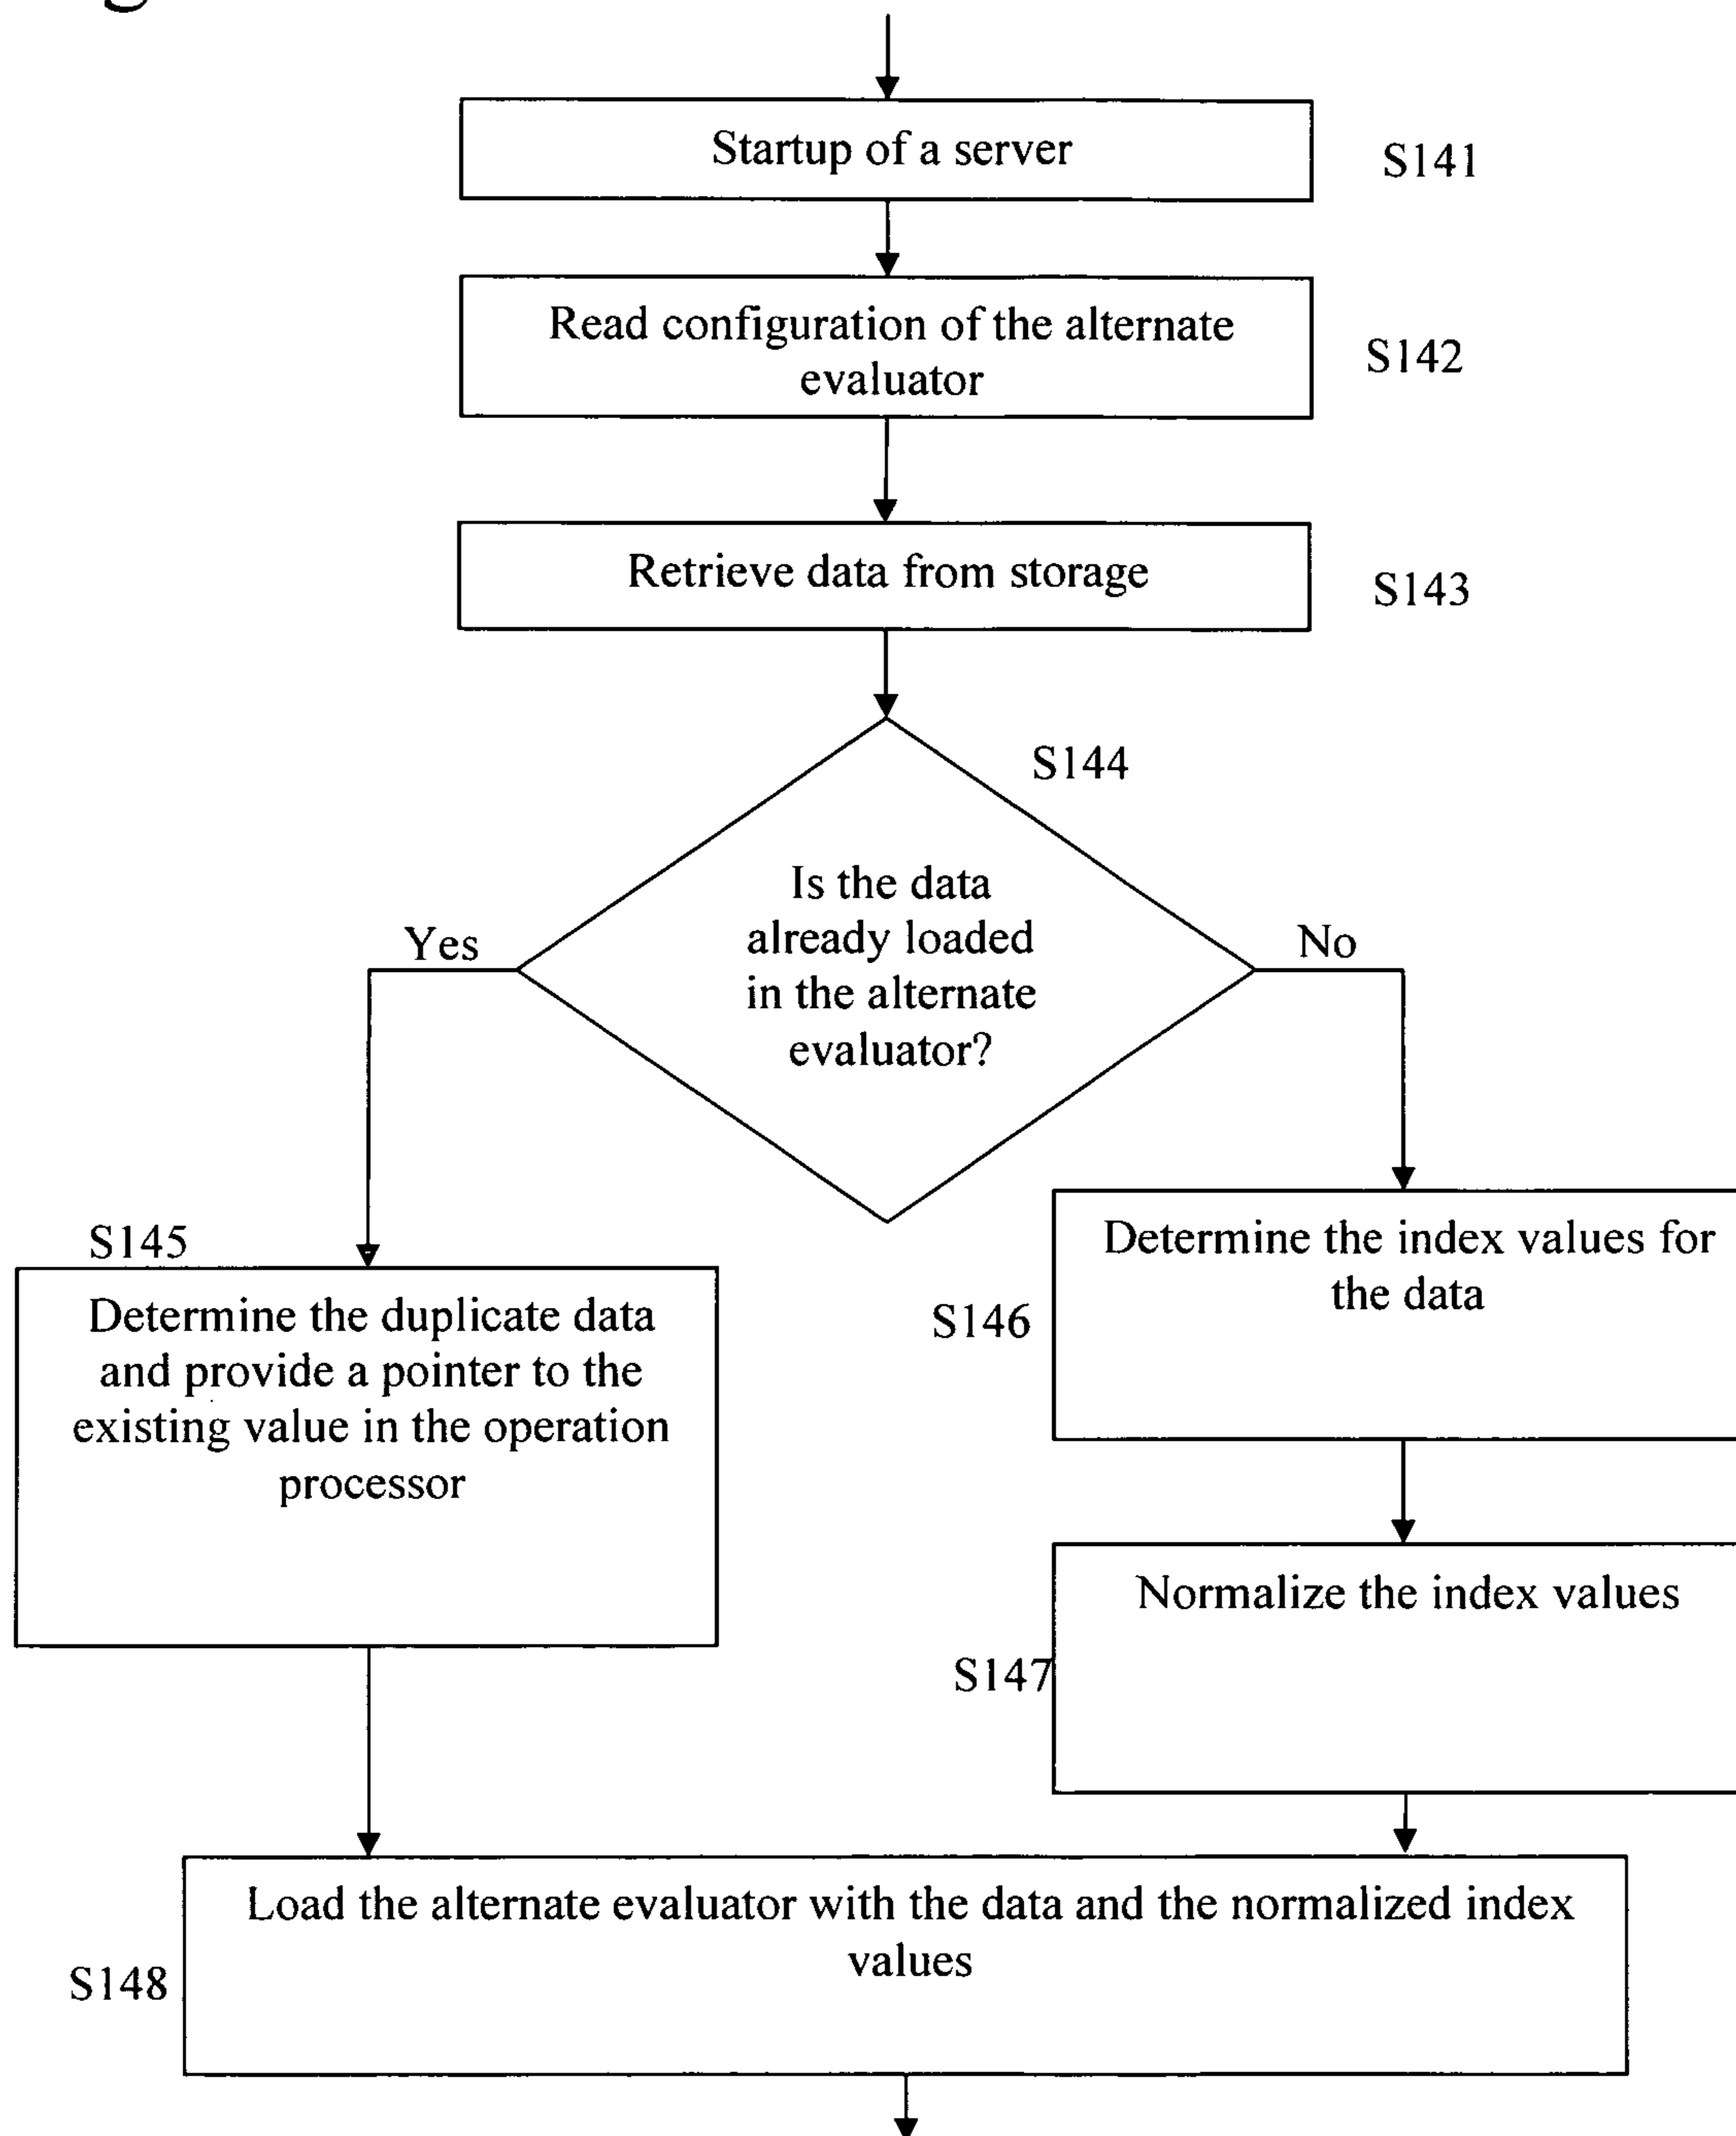 Startup of a server
S141
Read configuration of the alternate
evaluator
S142
Retrieve data from storage
S143
S144
Is the data
already loaded
in the alternate
evaluator?
Yes
No
S145
Determine the duplicate data
and provide a pointer to the
existing value in the operation
processor
Determine the index values for
the data
S146
Normalize the index values
S147
Load the alternate evaluator with the data and the normalized index
values
S148